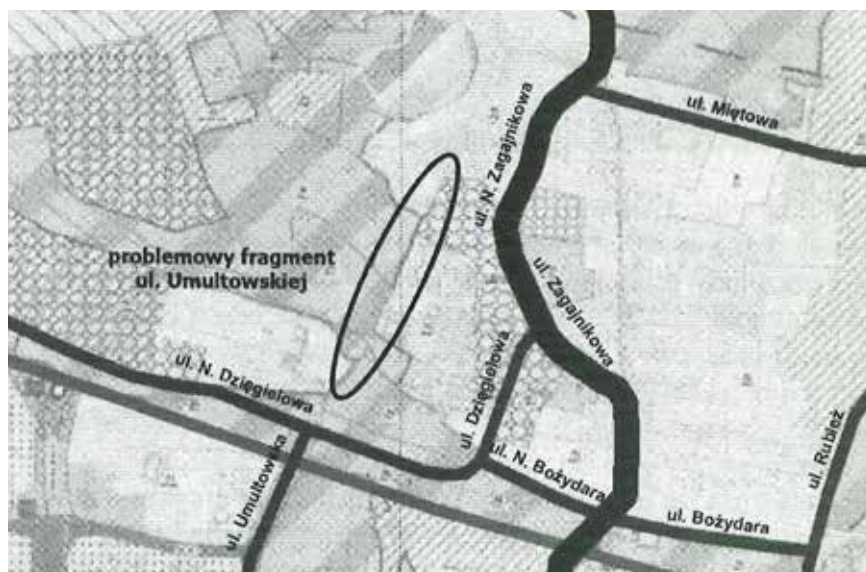 ul. Miętowa
ul. N. Zagajnikowa
problemowy fragment
ul. Umultowskiej
ul. Zagajnikowa
ul. N. Dzięgielowa
ul. Dzięgielowa
ul. Umultowska
ul. N. Bożydara
ul. Bożydara
ul. Rubież